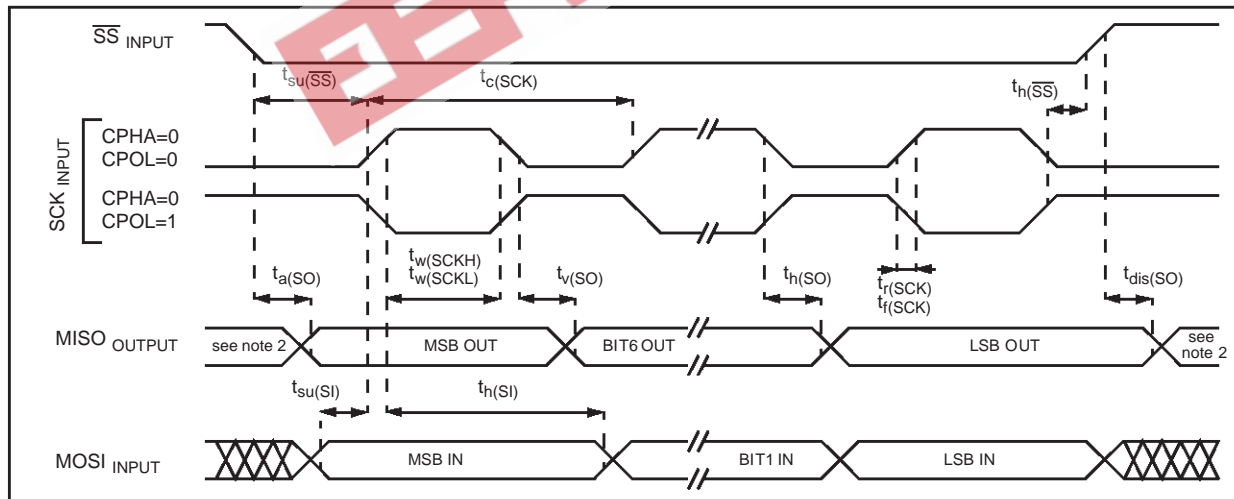 SS INPUT
tsu(SS)
tc(SCK)
th(SS)
SCK INPUT
CPHA=0
CPOL=0
CPHA=0
CPOL=1
ta(SO)
tw(SCKH)
tw(SCKL)
tv(SO)
th(SO)
tr(SCK)
tf(SCK)
tdis(SO)
MISO OUTPUT
see note 2
MSB OUT
BIT6 OUT
LSB OUT
see
note 2
tsu(SI)
th(SI)
MOSI INPUT
MSB IN
BIT1 IN
LSB IN